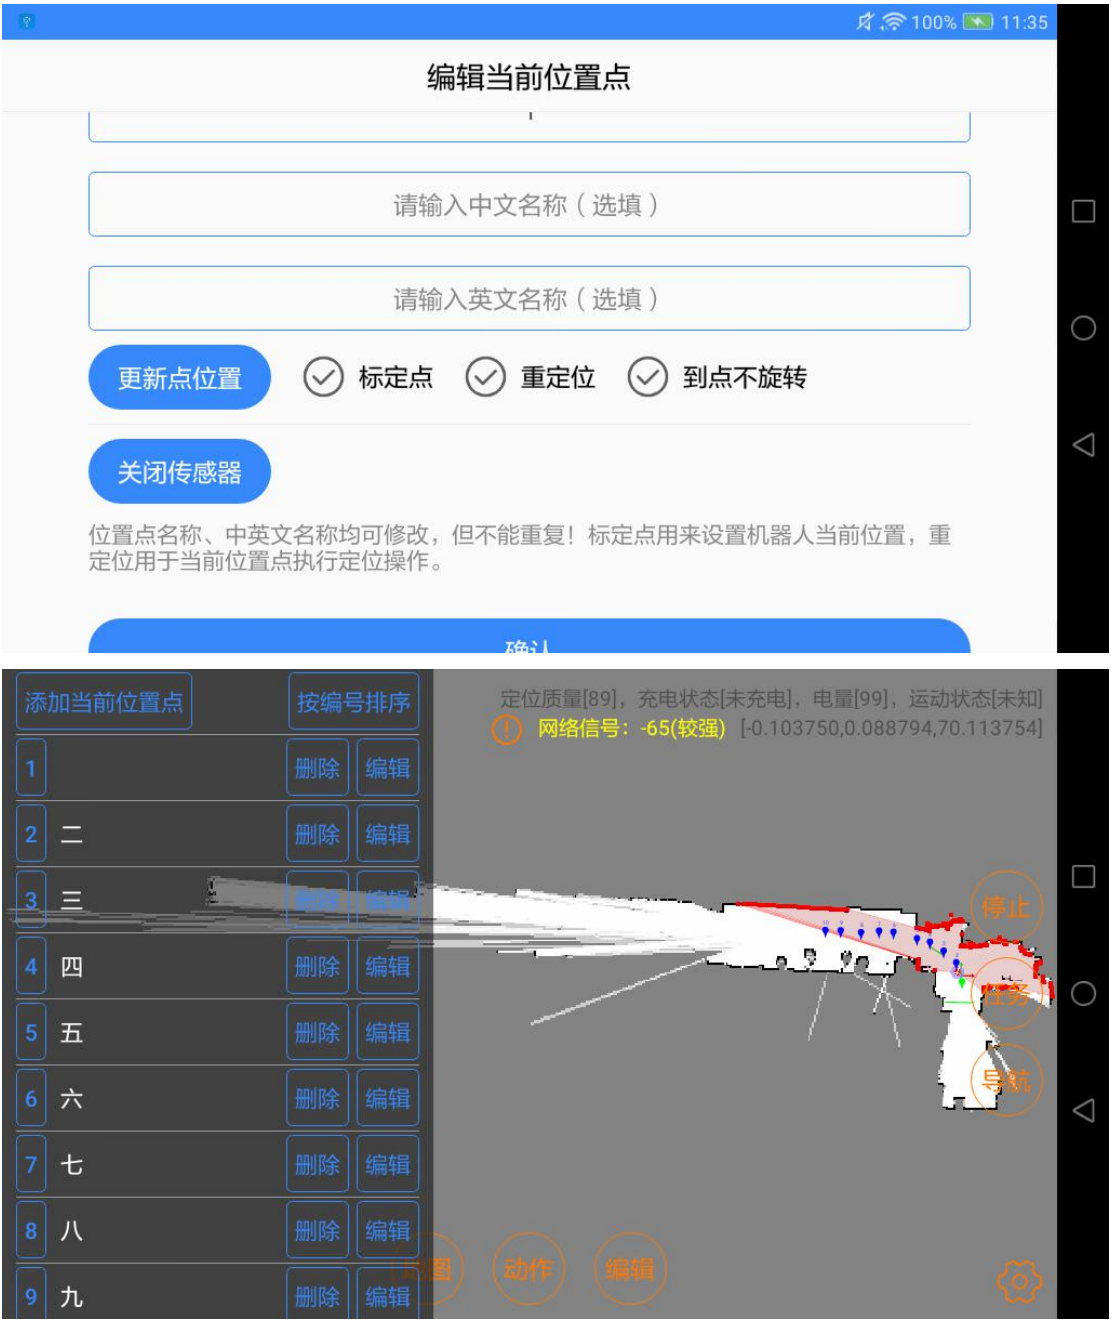 100% 11:35
编辑当前位置点
请输入中文名称（选填）
请输入英文名称（选填）
更新点位置 标定点 重定位 到点不旋转
关闭传感器
位置点名称、中英文名称均可修改，但不能重复！标定点用来设置机器人当前位置，重
定位用于当前位置点执行定位操作。
确认
添加当前位置点 按编号排序
定位质量[89]，充电状态[未充电]，电量[99]，运动状态[未知]
网络信号：-65(较强) [-0.103750,0.088794,70.113754]
1 删除 编辑
2 二 删除 编辑
3 三 删除 编辑
停止
4 四 删除 编辑
任务
5 五 删除 编辑
导航
6 六 删除 编辑
7 七 删除 编辑
8 八 删除 编辑
地图 动作 编辑
9 九 删除 编辑